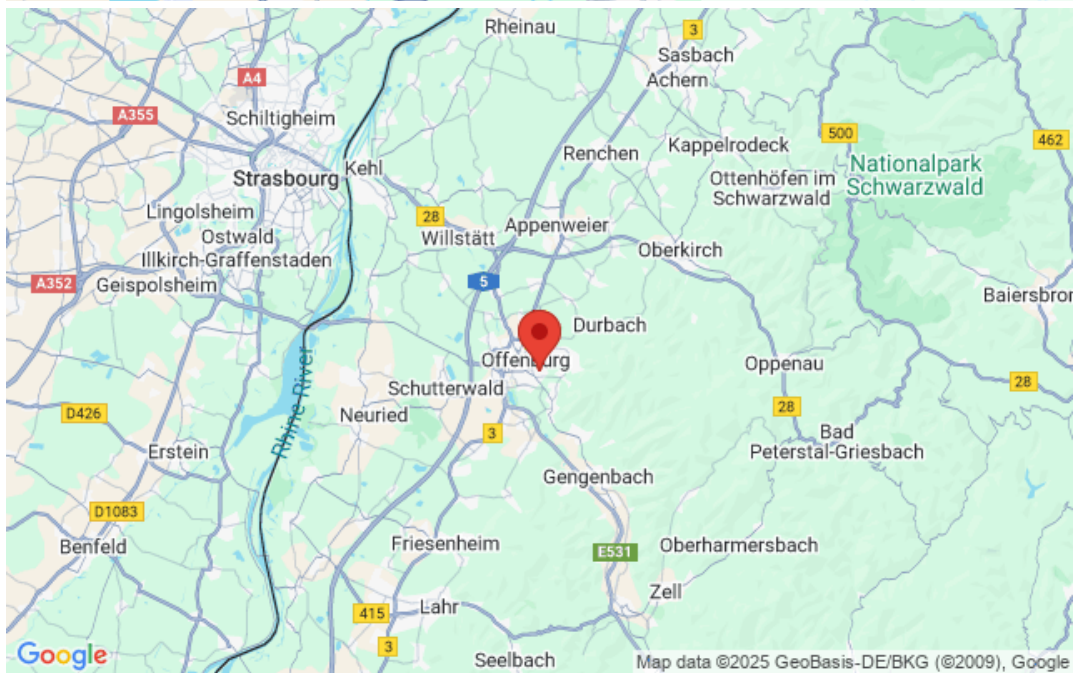 Rheinau
3
Sasbach
Achern
A4
A355
Schiltigheim
500
462
Renchen
Kappelrodeck
Nationalpark
Schwarzwald
Kehl
Strasbourg
Ottenhöfen im
Schwarzwald
Lingolsheim
28
Appenweier
Ostwald
Willstätt
Oberkirch
Illkirch-Graffenstaden
A352
Geispolsheim
5
Baiersbror
Durbach
Offenburg
Oppenau
Schutterwald
28
Rhine River
D426
Neuried
28
3
Bad
Peterstal-Griesbach
Erstein
Gengenbach
D1083
Benfeld
Friesenheim
E531
Oberharmersbach
Zell
415
Lahr
3
Seelbach
Google
Map data ©2025 GeoBasis-DE/BKG (©2009), Google